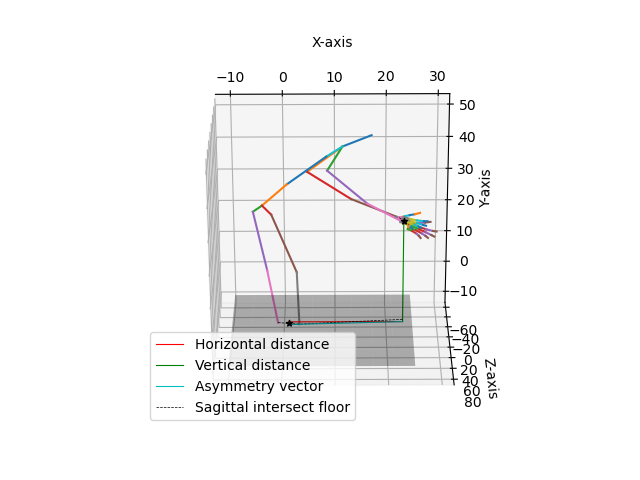 X-axis
−10 0 10 20 30
50
40
30
20
10
0
−10
Y-axis
−60
−40
−20
0
20
40
60
80
Z-axis
Horizontal distance
Vertical distance
Asymmetry vector
Sagittal intersect floor